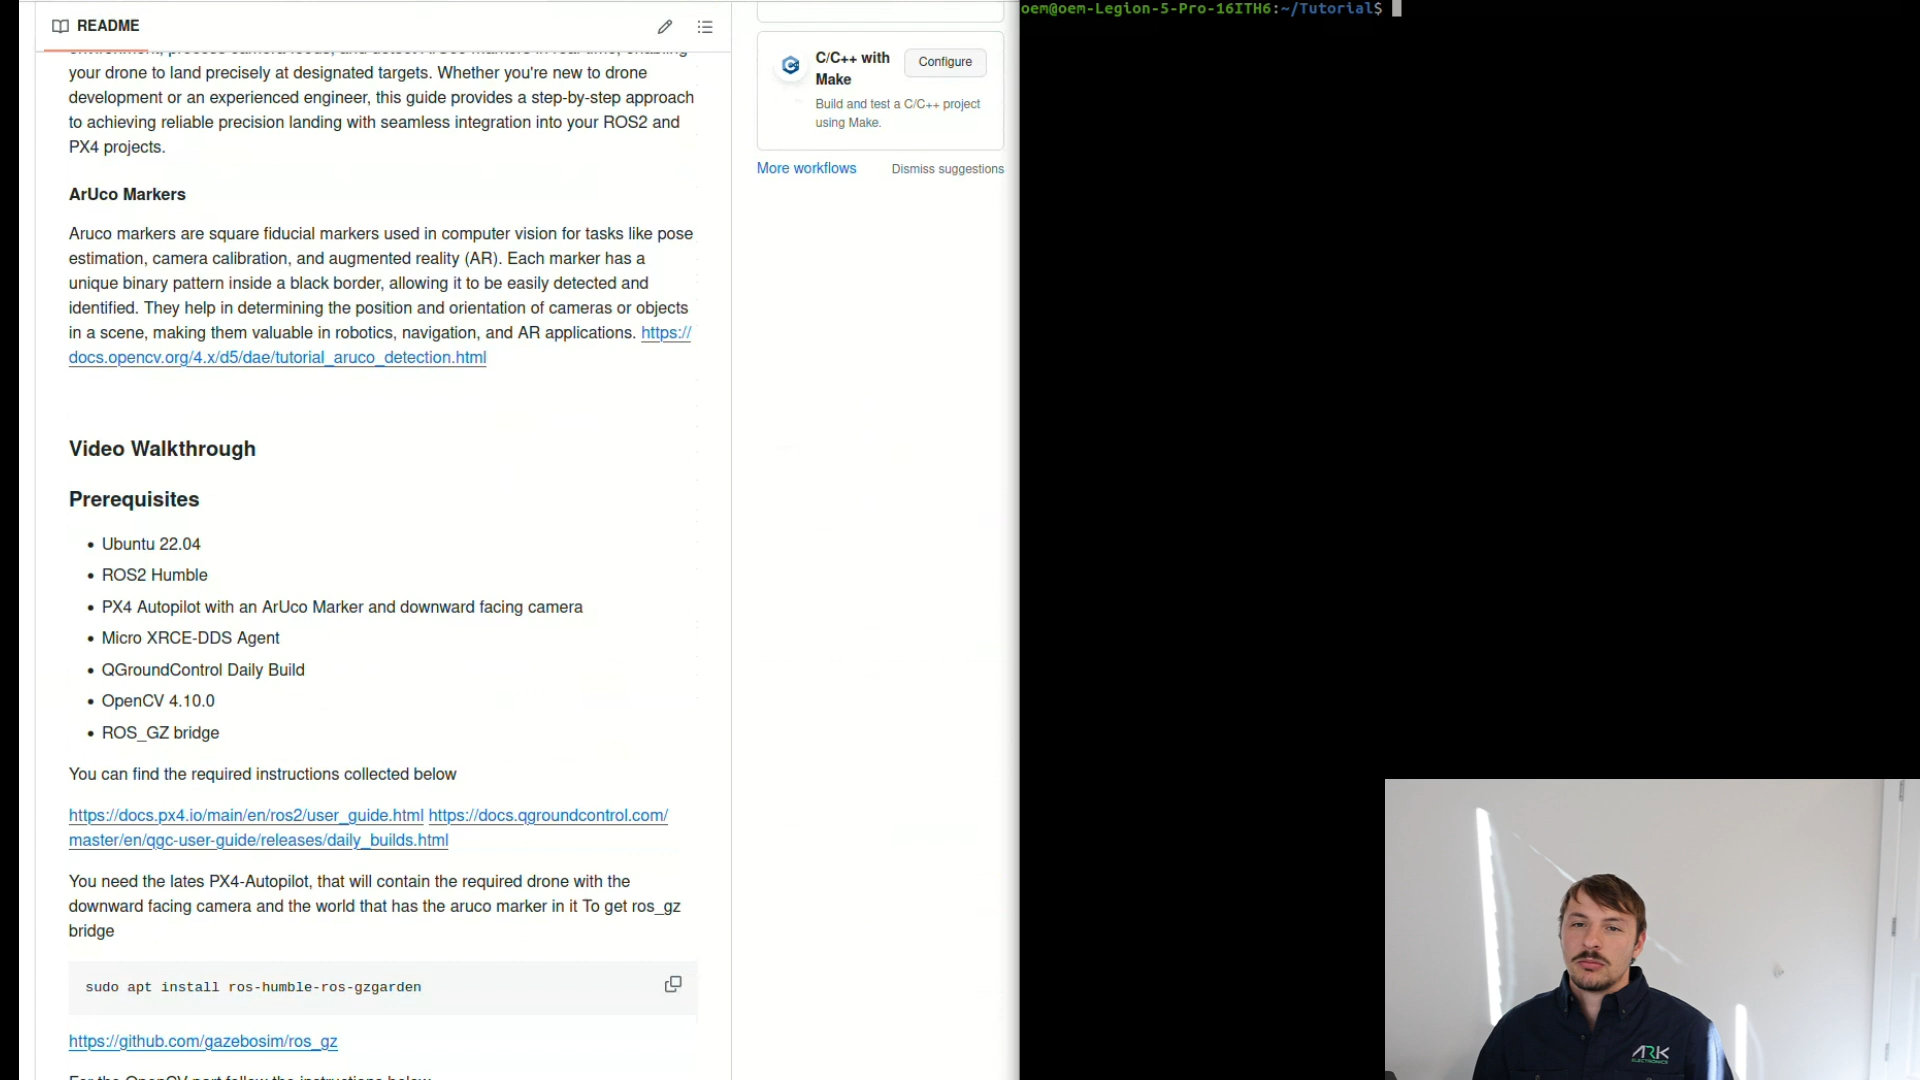 README
your drone to land precisely at designated targets. Whether you're new to drone
development or an experienced engineer, this guide provides a step-by-step approach
to achieving reliable precision landing with seamless integration into your ROS2 and
PX4 projects.
ArUco Markers
Aruco markers are square fiducial markers used in computer vision for tasks like pose
estimation, camera calibration, and augmented reality (AR). Each marker has a
unique binary pattern inside a black border, allowing it to be easily detected and
identified. They help in determining the position and orientation of cameras or objects
in a scene, making them valuable in robotics, navigation, and AR applications. https://
docs.opencv.org/4.x/d5/dae/tutorial_aruco_detection.html
Video Walkthrough
Prerequisites
• Ubuntu 22.04
• ROS2 Humble
• PX4 Autopilot with an ArUco Marker and downward facing camera
• Micro XRCE-DDS Agent
• QGroundControl Daily Build
• OpenCV 4.10.0
• ROS_GZ bridge
You can find the required instructions collected below
https://docs.px4.io/main/en/ros2/user_guide.html https://docs.qgroundcontrol.com/
master/en/qgc-user-guide/releases/daily_builds.html
You need the lates PX4-Autopilot, that will contain the required drone with the
downward facing camera and the world that has the aruco marker in it To get ros_gz
bridge
sudo apt install ros-humble-ros-gzgarden
https://github.com/gazebosim/ros_gz
For the OpenCV part follow the instructions below
C/C++ with
Make
Configure
Build and test a C/C++ project
using Make.
More workflows
Dismiss suggestions
oem@oem-Legion-5-Pro-16ITH6:~/Tutorial$
ARK
ELECTRONICS